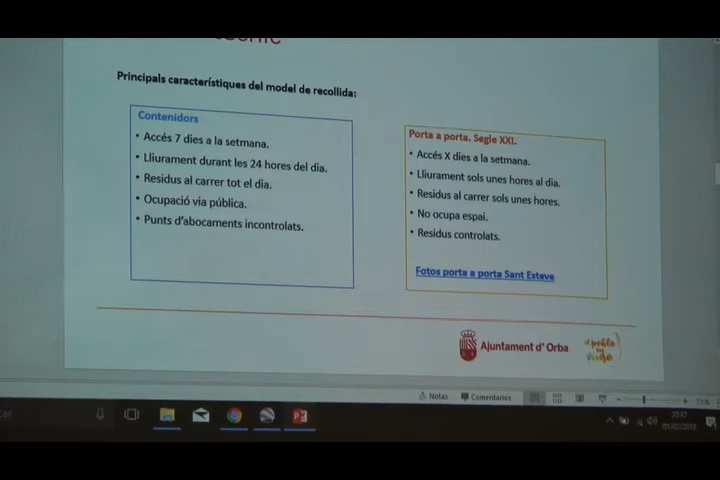 Principals característiques del model de recollida:
Contenidors
• Accés 7 dies a la setmana.
• Lliurament durant les 24 hores del dia.
• Residus al carrer tot el dia.
• Ocupació via pública.
• Punts d'abocaments incontrolats.
Porta a porta. Segle XXI.
• Accés X dies a la setmana.
• Lliurament sols unes hores al dia.
• Residus al carrer sols unes hores.
• No ocupa espai.
• Residus controlats.
Fotos porta a porta Sant Esteve
Ajuntament d' Orba
poble
Notas
Comentarios